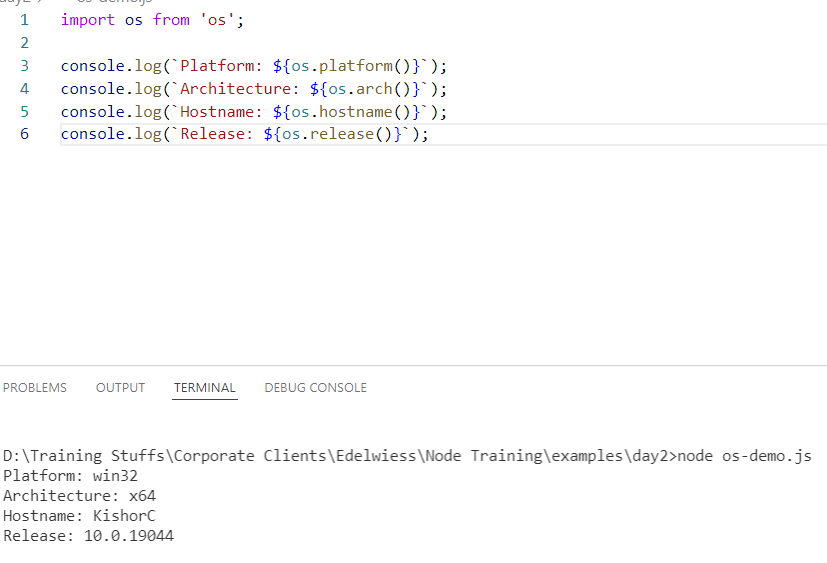 1 import os from 'os';
2
3 console.log(`Platform: ${os.platform()}`);
4 console.log(`Architecture: ${os.arch()}`);
5 console.log(`Hostname: ${os.hostname()}`);
6 console.log(`Release: ${os.release()}`);
PROBLEMS OUTPUT TERMINAL DEBUG CONSOLE
D:\Training Stuffs\Corporate Clients\Edelwiess\Node Training\examples\day2>node os-demo.js
Platform: win32
Architecture: x64
Hostname: KishorC
Release: 10.0.19044